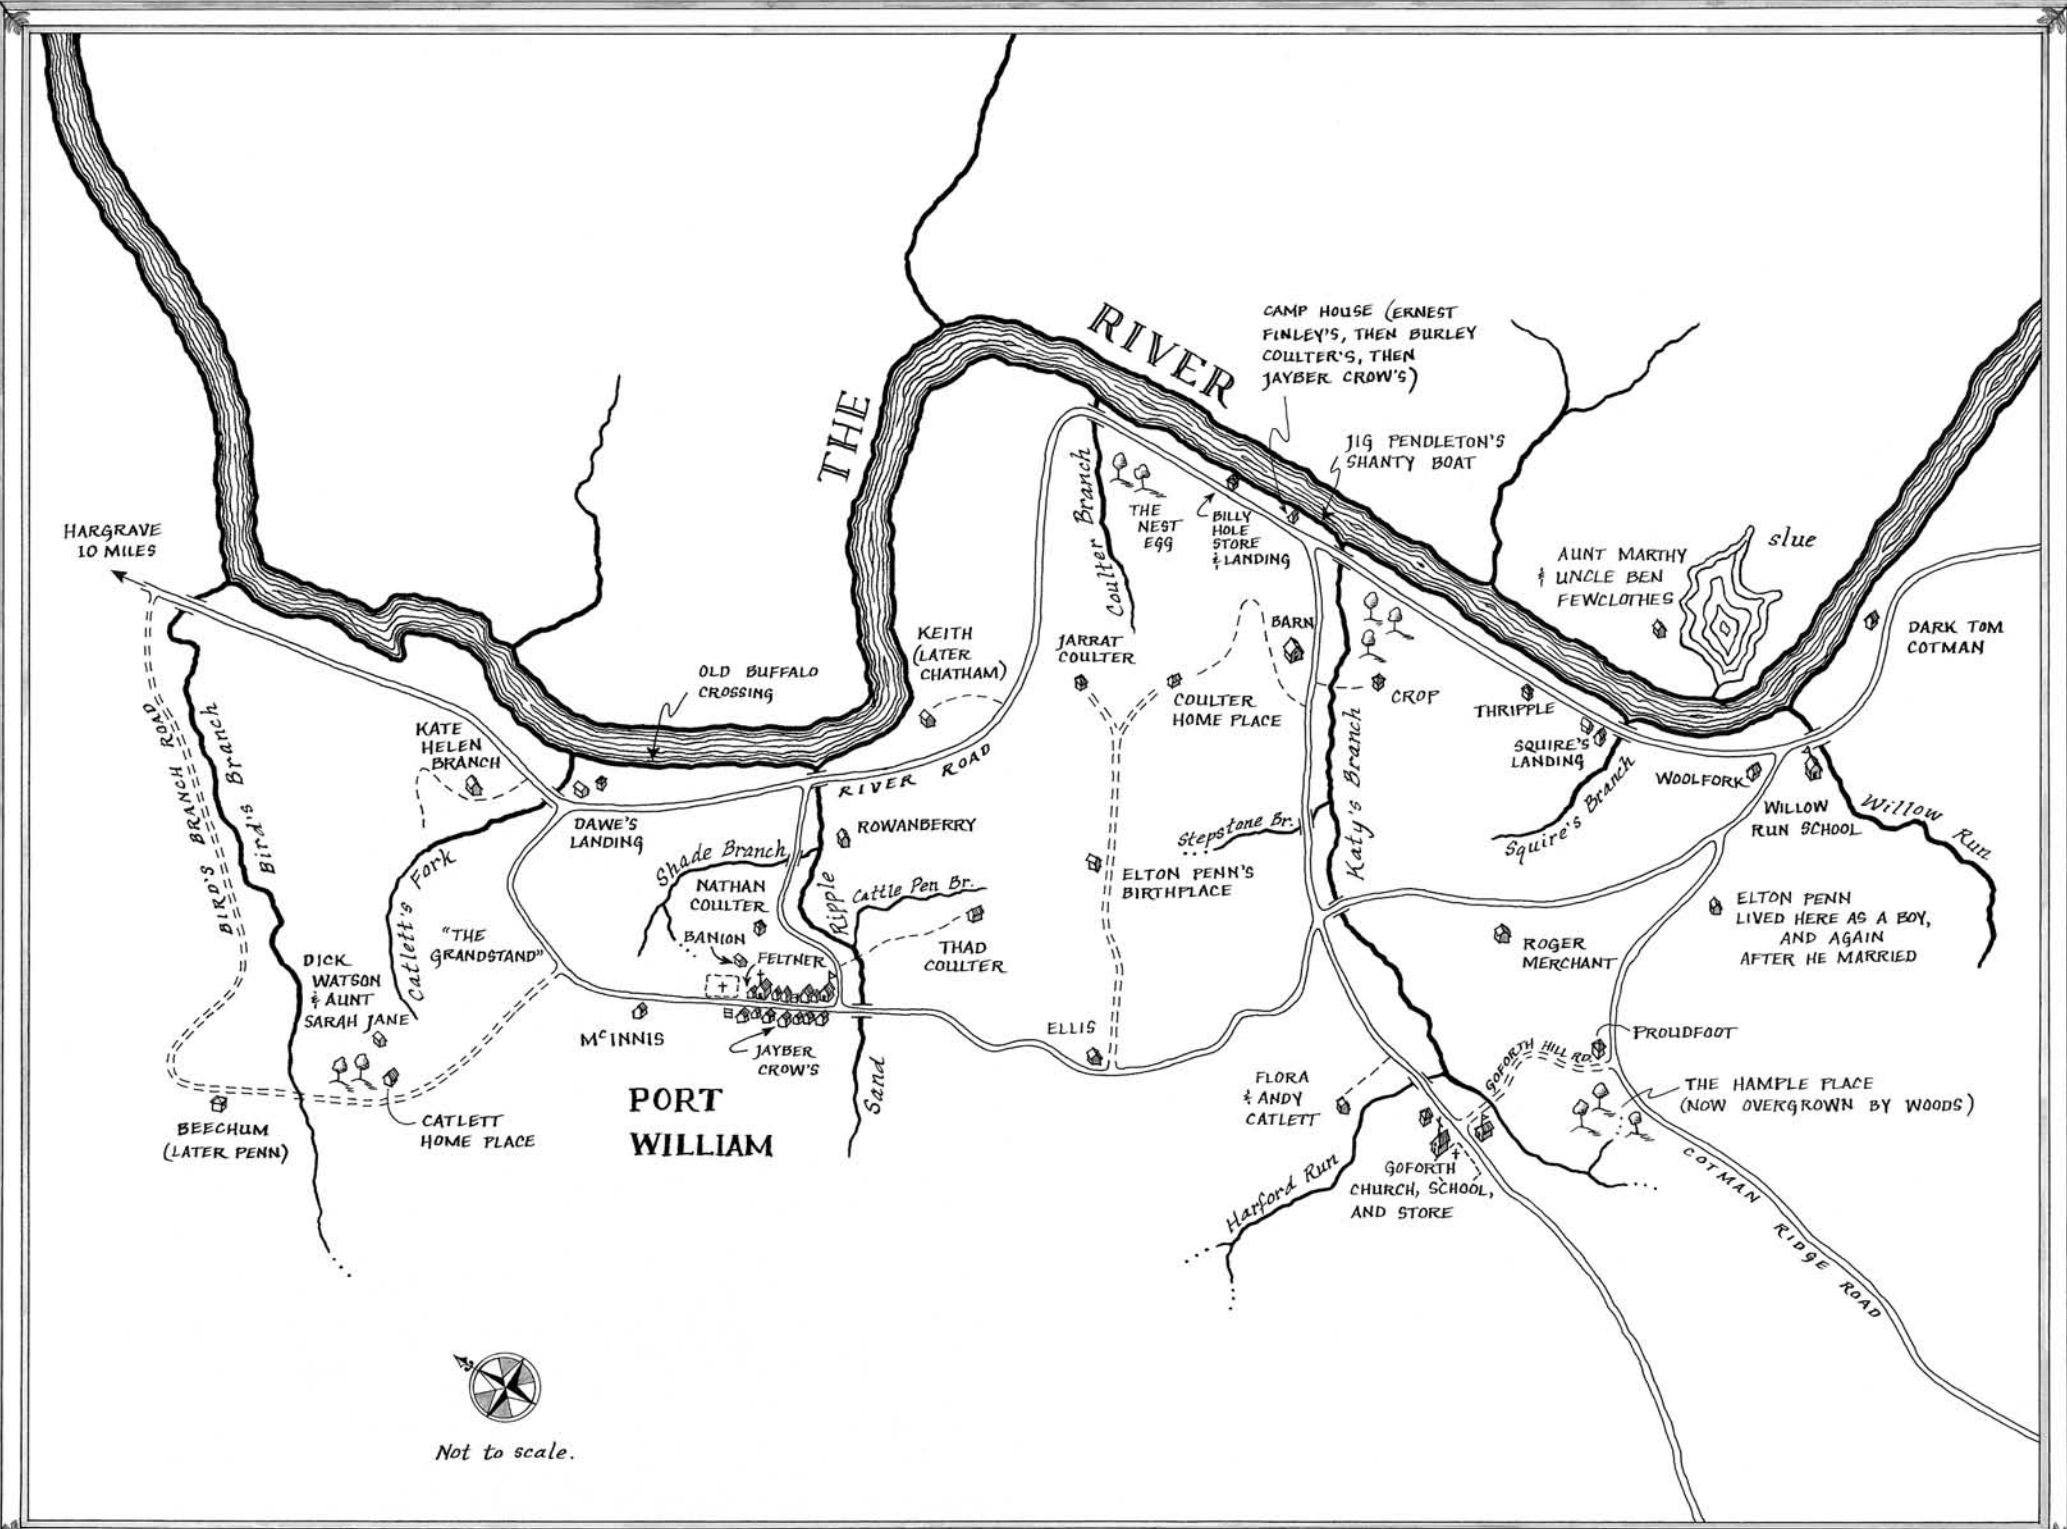 THE RIVER
CAMP HOUSE (ERNEST
FINLEY'S, THEN BURLEY
COULTER'S, THEN
JAYBER CROW'S)
JIG PENDLETON'S
SHANTY BOAT
HARGRAVE
10 MILES
THE
NEST
EGG
BILLY
HOLE
STORE
& LANDING
Coulter Branch
slue
AUNT MARTHY
& UNCLE BEN
FEWCLOTHES
DARK TOM
COTMAN
KEITH
(LATER
CHATHAM)
JARRAT
COULTER
BARN
OLD BUFFALO
CROSSING
COULTER
HOME PLACE
CROP
THRIPPLE
SQUIRE'S
LANDING
WOOLFORK
WILLOW
RUN SCHOOL
Willow Run
Squire's Branch
KATE
HELEN
BRANCH
BIRD'S BRANCH ROAD
Bird's Branch
RIVER ROAD
DAWE'S
LANDING
ROWANBERRY
Shade Branch
Stepstone Br.
Katy's Branch
Catlett's Fork
NATHAN
COULTER
Cattle Pen Br.
ELTON PENN'S
BIRTHPLACE
ELTON PENN
LIVED HERE AS A BOY,
AND AGAIN
AFTER HE MARRIED
"THE
GRANDSTAND"
BANION
FELTNER
Sand Ripple
THAD
COULTER
ROGER
MERCHANT
DICK
WATSON
& AUNT
SARAH JANE
McINNIS
JAYBER
CROW'S
ELLIS
PROUDFOOT
GOFORTH HILL RD.
THE HAMPLE PLACE
(NOW OVERGROWN BY WOODS)
FLORA
& ANDY
CATLETT
BEECHUM
(LATER PENN)
CATLETT
HOME PLACE
PORT
WILLIAM
GOFORTH
CHURCH, SCHOOL,
AND STORE
Harford Run
COTMAN RIDGE ROAD
Not to scale.